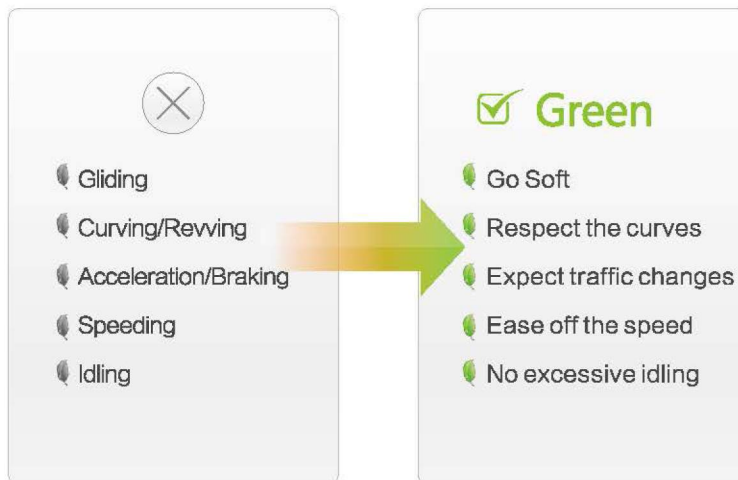 Gliding
Curving/Revving
Acceleration/Braking
Speeding
Idling
Green
Go Soft
Respect the curves
Expect traffic changes
Ease off the speed
No excessive idling